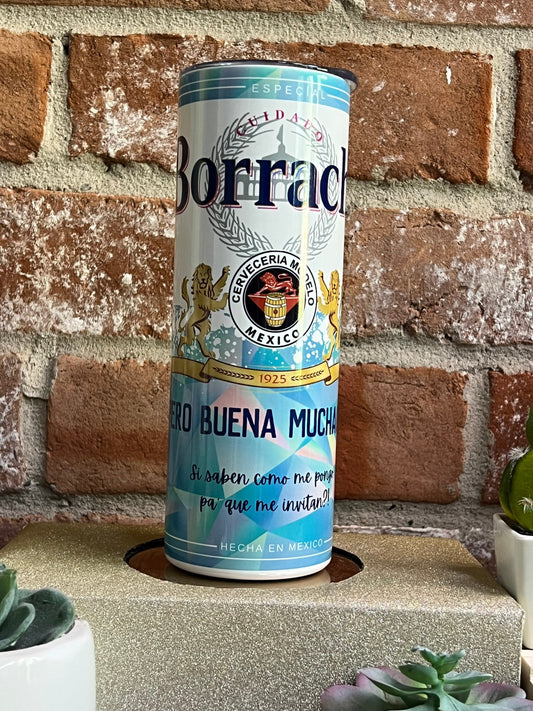 ESPECIAL
CUIDADO
Borrach
CERVECERIA MODELO
MEXICO
1925
ERO BUENA MUCHA
Si saben como me pongo
pa' que me invitan?!
HECHA EN MEXICO